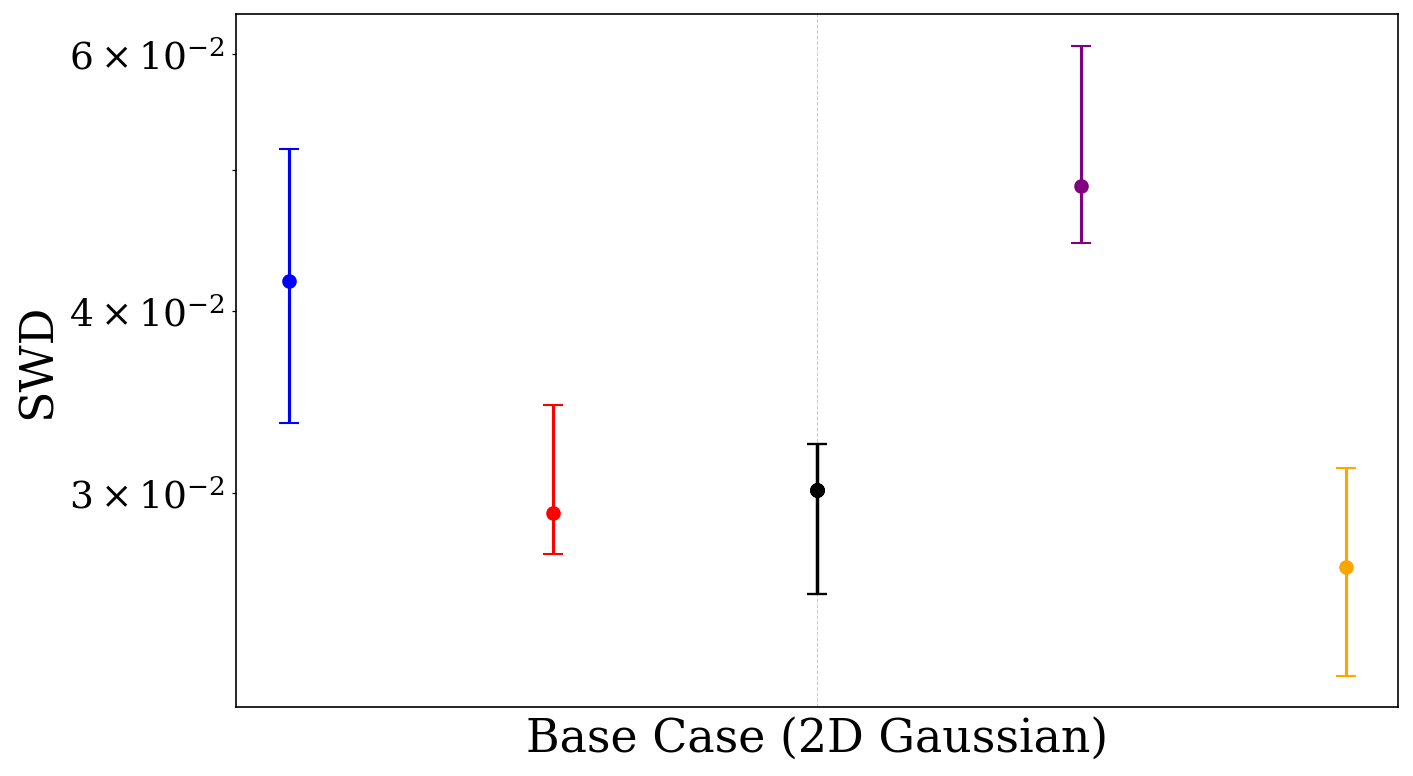 6 × 10⁻²
4 × 10⁻²
3 × 10⁻²
SWD
Base Case (2D Gaussian)